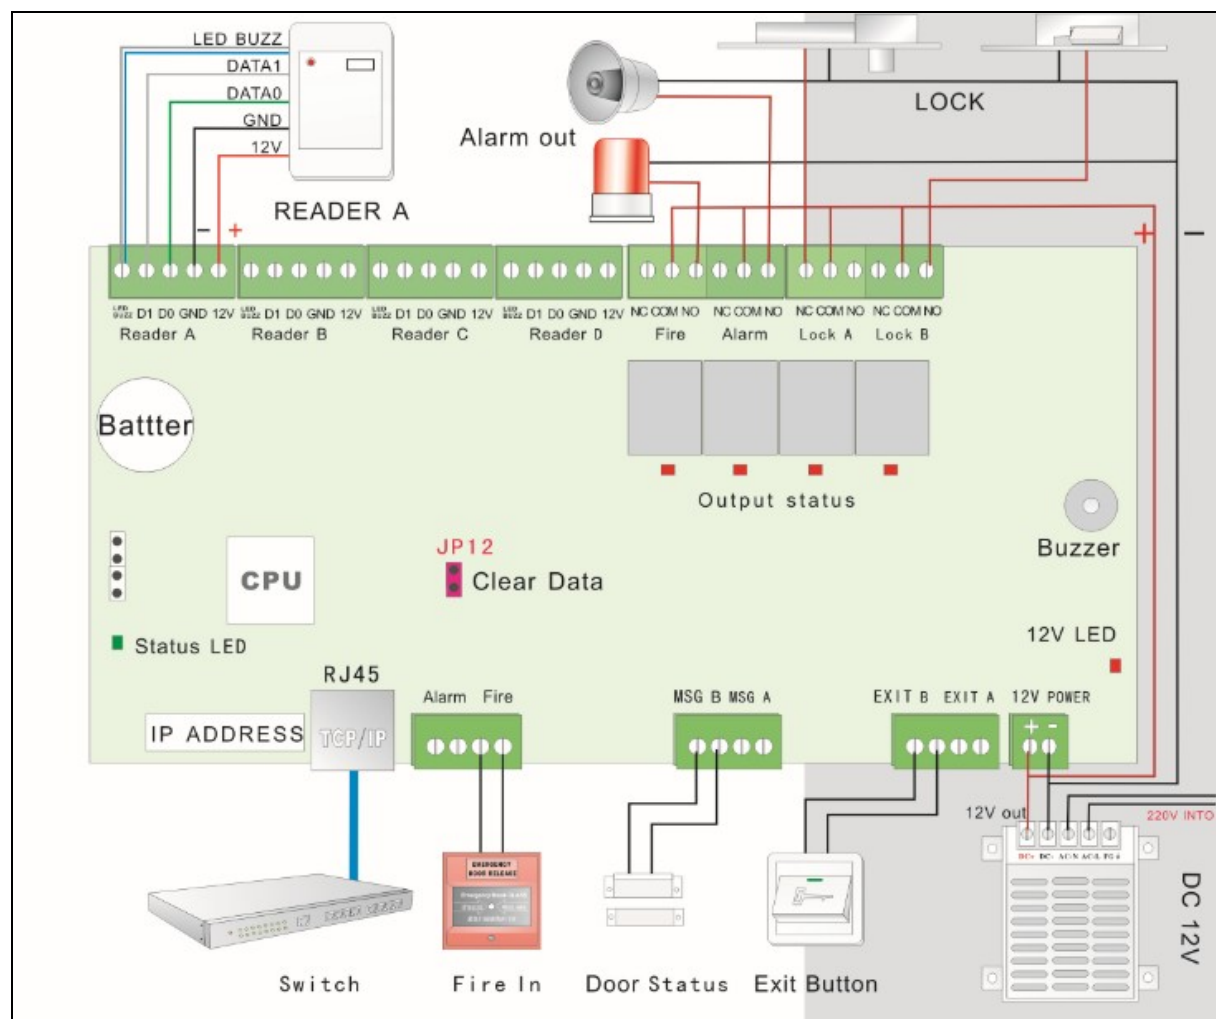 LED BUZZ
DATA1
DATA0
GND
12V
READER A
Alarm out
LOCK
− +
+ −
LED BUZZ D1 D0 GND 12V LED BUZZ D1 D0 GND 12V LED BUZZ D1 D0 GND 12V LED BUZZ D1 D0 GND 12V NC COM NO NC COM NO NC COM NO NC COM NO
Reader A Reader B Reader C Reader D Fire Alarm Lock A Lock B
Battter
Output status
Buzzer
JP12
Clear Data
CPU
Status LED
12V LED
RJ45
Alarm Fire
MSG B MSG A
EXIT B EXIT A
12V POWER
+ -
IP ADDRESS
TCP/IP
12V out
220V INTO
DC+ DC- AC/N AC/L FG
EMERGENCY
DOOR RELEASE
DC 12V
Switch
Fire In
Door Status
Exit Button